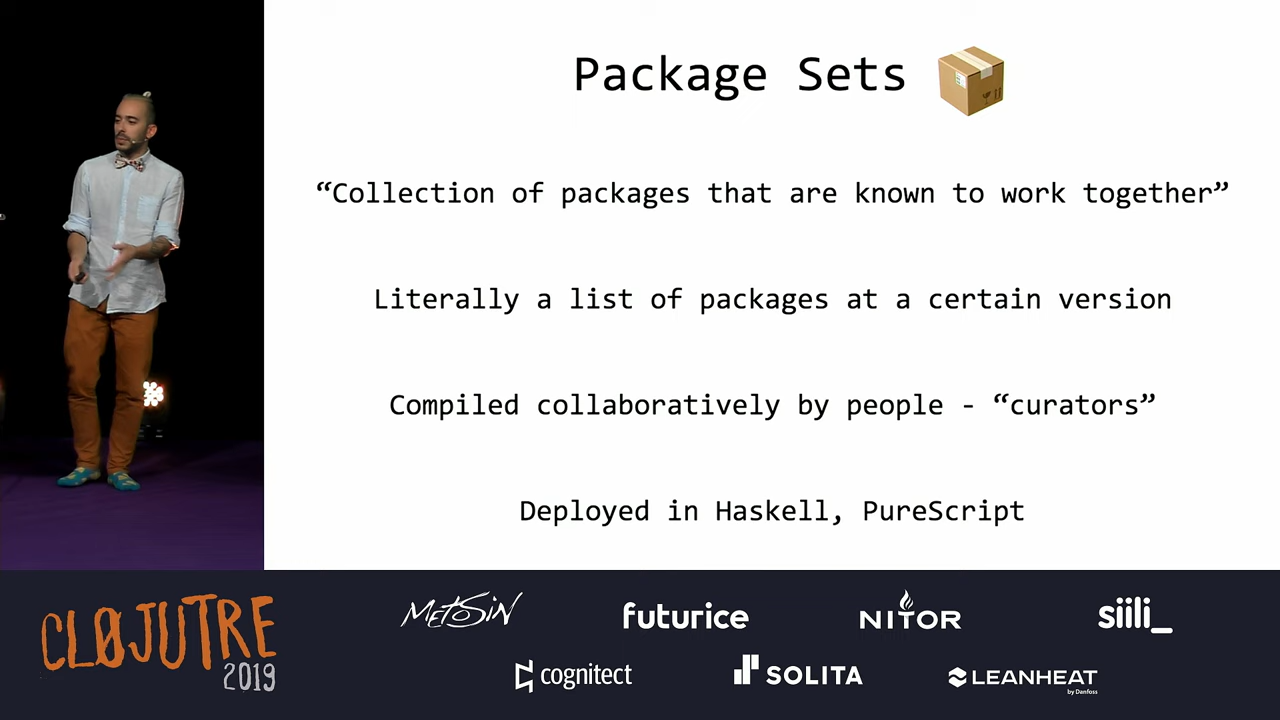 Package Sets
“Collection of packages that are known to work together”
Literally a list of packages at a certain version
Compiled collaboratively by people - “curators”
Deployed in Haskell, PureScript
CLØJUTRE
2019
METOSIN
futurice
NITOR
siili_
cognitect
SOLITA
LEANHEAT
by Danfoss